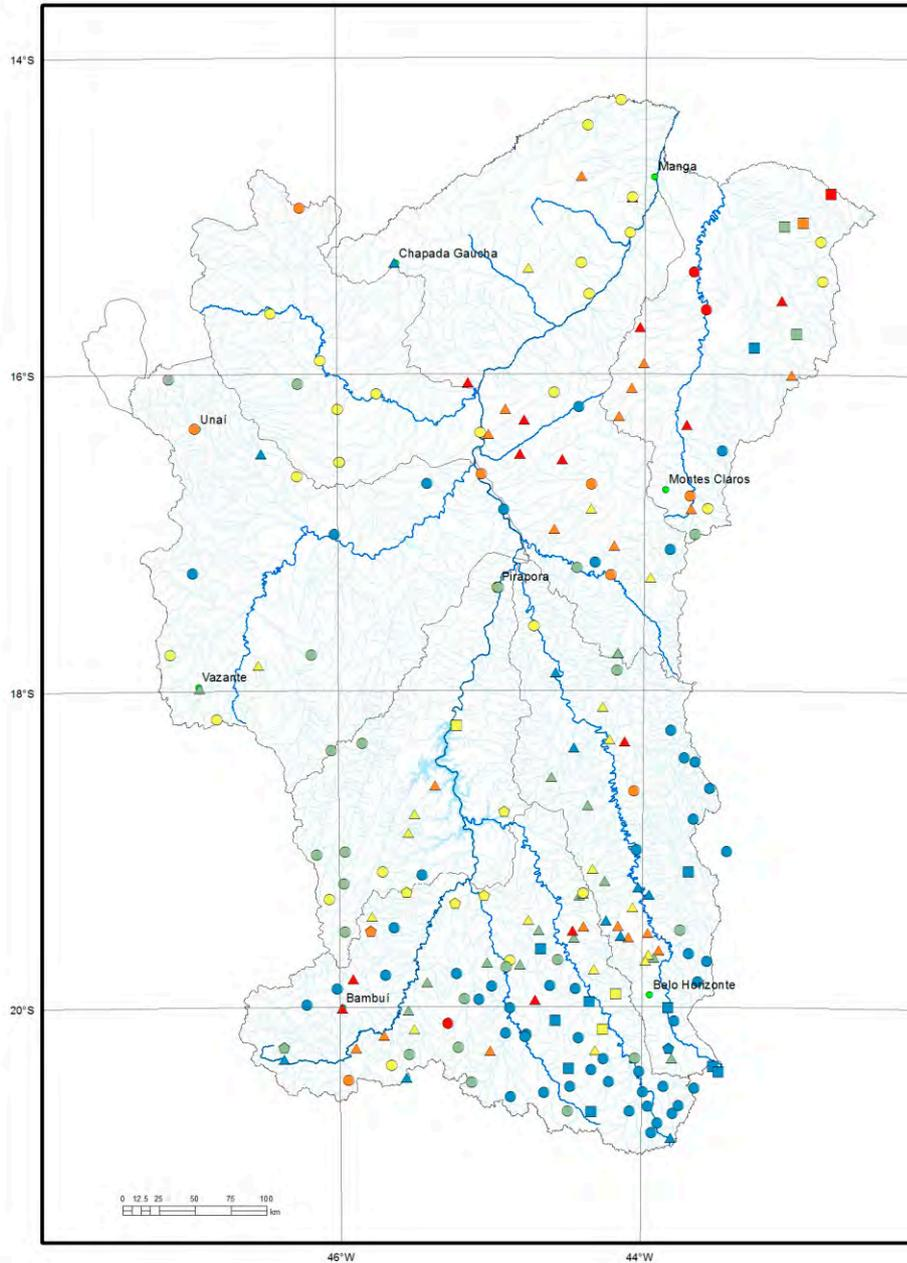 14°S
Manga
Chapada Gaúcha
16°S
Unaí
Montes Claros
Pirapora
Vazante
18°S
Belo Horizonte
20°S
Bambuí
0 12.5 25 50 75 100
km
46°W
44°W